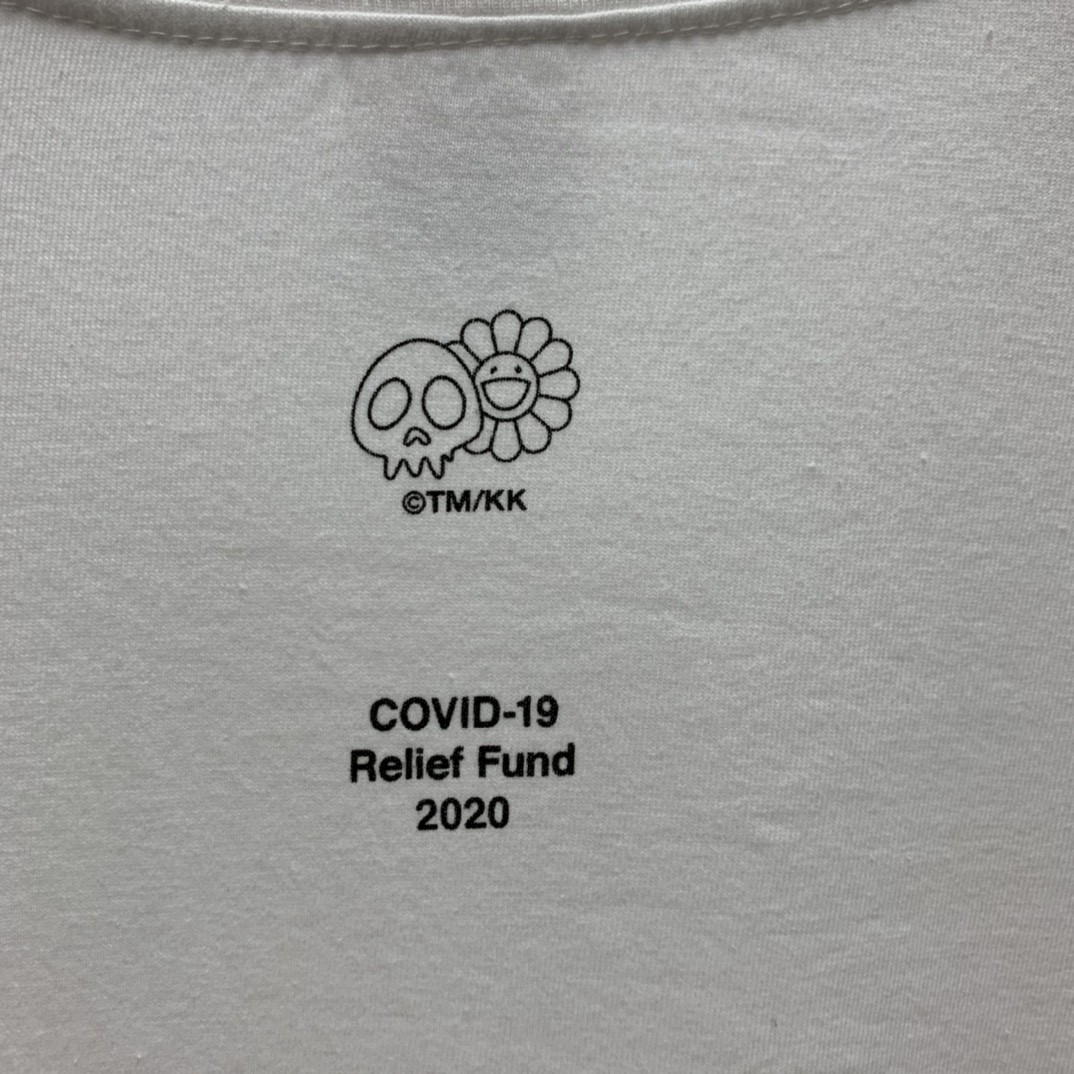 ©TM/KK
COVID-19
Relief Fund
2020